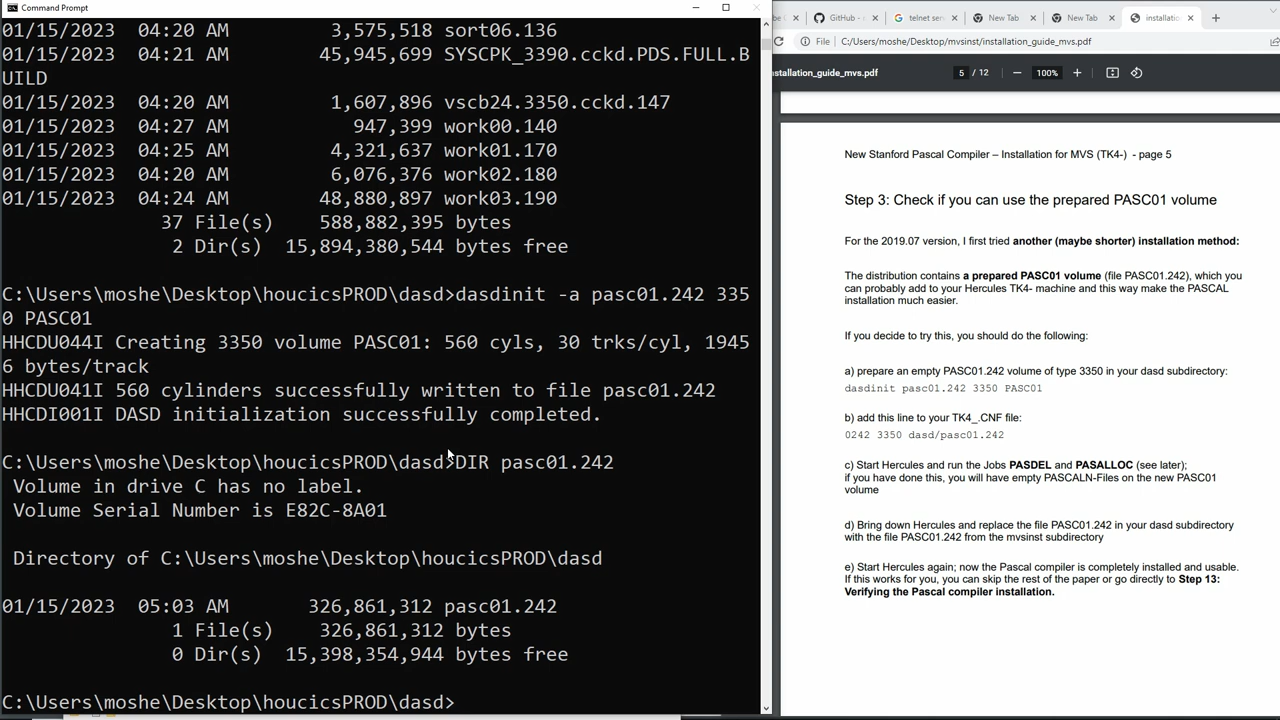 Command Prompt
01/15/2023  04:20 AM         3,575,518 sort06.136
01/15/2023  04:21 AM        45,945,699 SYSCPK_3390.cckd.PDS.FULL.B
UILD
01/15/2023  04:20 AM         1,607,896 vscb24.3350.cckd.147
01/15/2023  04:27 AM           947,399 work00.140
01/15/2023  04:25 AM         4,321,637 work01.170
01/15/2023  04:20 AM         6,076,376 work02.180
01/15/2023  04:24 AM        48,880,897 work03.190
37 File(s)    588,882,395 bytes
2 Dir(s)  15,894,380,544 bytes free
C:\Users\moshe\Desktop\houcicsPROD\dasd>dasdinit -a pasc01.242 335
0 PASC01
HHCDU044I Creating 3350 volume PASC01: 560 cyls, 30 trks/cyl, 1945
6 bytes/track
HHCDU041I 560 cylinders successfully written to file pasc01.242
HHCDI001I DASD initialization successfully completed.
C:\Users\moshe\Desktop\houcicsPROD\dasd>DIR pasc01.242
Volume in drive C has no label.
Volume Serial Number is E82C-8A01
Directory of C:\Users\moshe\Desktop\houcicsPROD\dasd
01/15/2023  05:03 AM       326,861,312 pasc01.242
1 File(s)    326,861,312 bytes
0 Dir(s)  15,398,354,944 bytes free
C:\Users\moshe\Desktop\houcicsPROD\dasd>
GitHub - telnet ser New Tab New Tab installatio
File C:/Users/moshe/Desktop/mvsinst/installation_guide_mvs.pdf
stallation_guide_mvs.pdf 5 / 12 100%
New Stanford Pascal Compiler – Installation for MVS (TK4-) - page 5
Step 3: Check if you can use the prepared PASC01 volume
For the 2019.07 version, I first tried another (maybe shorter) installation method:
The distribution contains a prepared PASC01 volume (file PASC01.242), which you
can probably add to your Hercules TK4- machine and this way make the PASCAL
installation much easier.
If you decide to try this, you should do the following:
a) prepare an empty PASC01.242 volume of type 3350 in your dasd subdirectory:
dasdinit pasc01.242 3350 PASC01
b) add this line to your TK4_.CNF file:
0242 3350 dasd/pasc01.242
c) Start Hercules and run the Jobs PASDEL and PASALLOC (see later);
if you have done this, you will have empty PASCALN-Files on the new PASC01
volume
d) Bring down Hercules and replace the file PASC01.242 in your dasd subdirectory
with the file PASC01.242 from the mvsinst subdirectory
e) Start Hercules again; now the Pascal compiler is completely installed and usable.
If this works for you, you can skip the rest of the paper or go directly to Step 13:
Verifying the Pascal compiler installation.